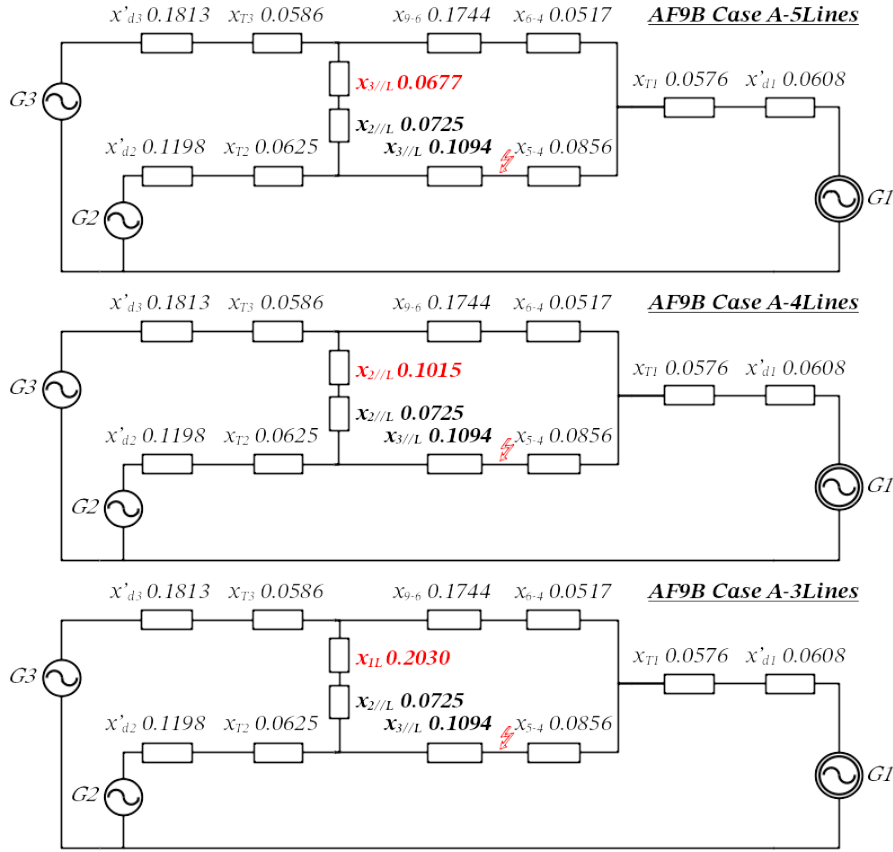 x'd3 0.1813 xT3 0.0586 x9-6 0.1744 x6-4 0.0517 AF9B Case A-5Lines
x3//L 0.0677
xT1 0.0576 x'd1 0.0608
G3
x2//L 0.0725
x'd2 0.1198 xT2 0.0625 x3//L 0.1094 x5-4 0.0856
G2
G1
x'd3 0.1813 xT3 0.0586 x9-6 0.1744 x6-4 0.0517 AF9B Case A-4Lines
x2//L 0.1015
xT1 0.0576 x'd1 0.0608
G3
x2//L 0.0725
x'd2 0.1198 xT2 0.0625 x3//L 0.1094 x5-4 0.0856
G2
G1
x'd3 0.1813 xT3 0.0586 x9-6 0.1744 x6-4 0.0517 AF9B Case A-3Lines
x1L 0.2030
xT1 0.0576 x'd1 0.0608
G3
x2//L 0.0725
x'd2 0.1198 xT2 0.0625 x3//L 0.1094 x5-4 0.0856
G2
G1